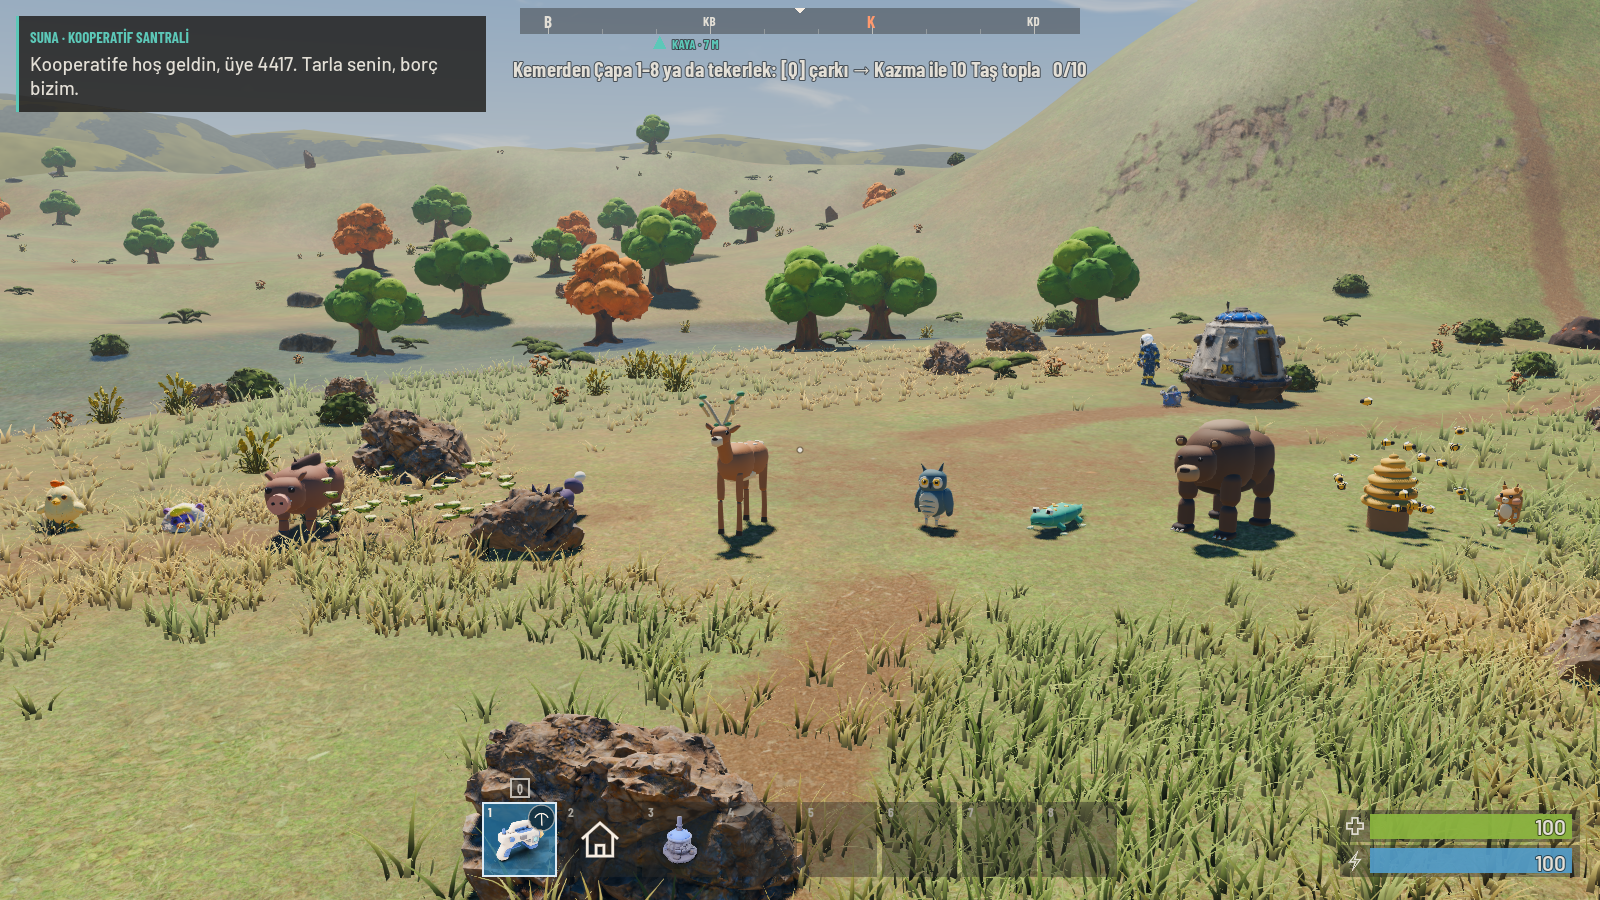 SUNA · KOOPERATİF SANTRALİ
Kooperatife hoş geldin, üye 4417. Tarla senin, borç
bizim.
B KB K KD
KAYA · 7 M
Kemerden Çapa 1-8 ya da tekerlek: [Q] çarkı → Kazma ile 10 Taş topla 0/10
Q
1 2 3 4 5 6 7 8
100
100